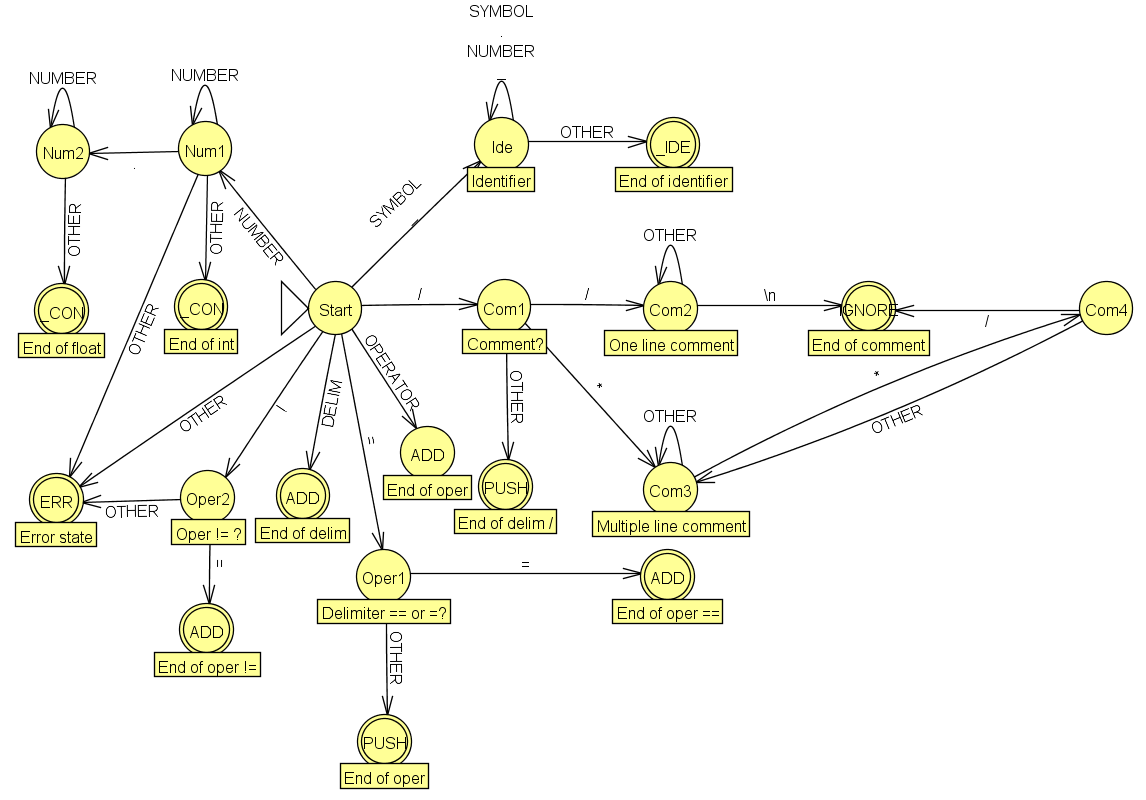 SYMBOL
.
NUMBER
_
NUMBER
NUMBER
Num2
Num1
.
Ide
Identifier
OTHER
_IDE
End of identifier
SYMBOL
_
NUMBER
OTHER
OTHER
OTHER
_CON
End of float
_CON
End of int
Start
/
Com1
Comment?
/
OTHER
Com2
One line comment
\n
IGNORE
End of comment
/
Com4
*
*
OTHER
OTHER
OTHER
Com3
Multiple line comment
OTHER
PUSH
End of delim /
OPERATOR
ADD
End of oper
DELIM
ADD
End of delim
OTHER
ERR
Error state
OTHER
Oper2
Oper != ?
=
ADD
End of oper !=
=
Oper1
Delimiter == or =?
=
ADD
End of oper ==
OTHER
PUSH
End of oper